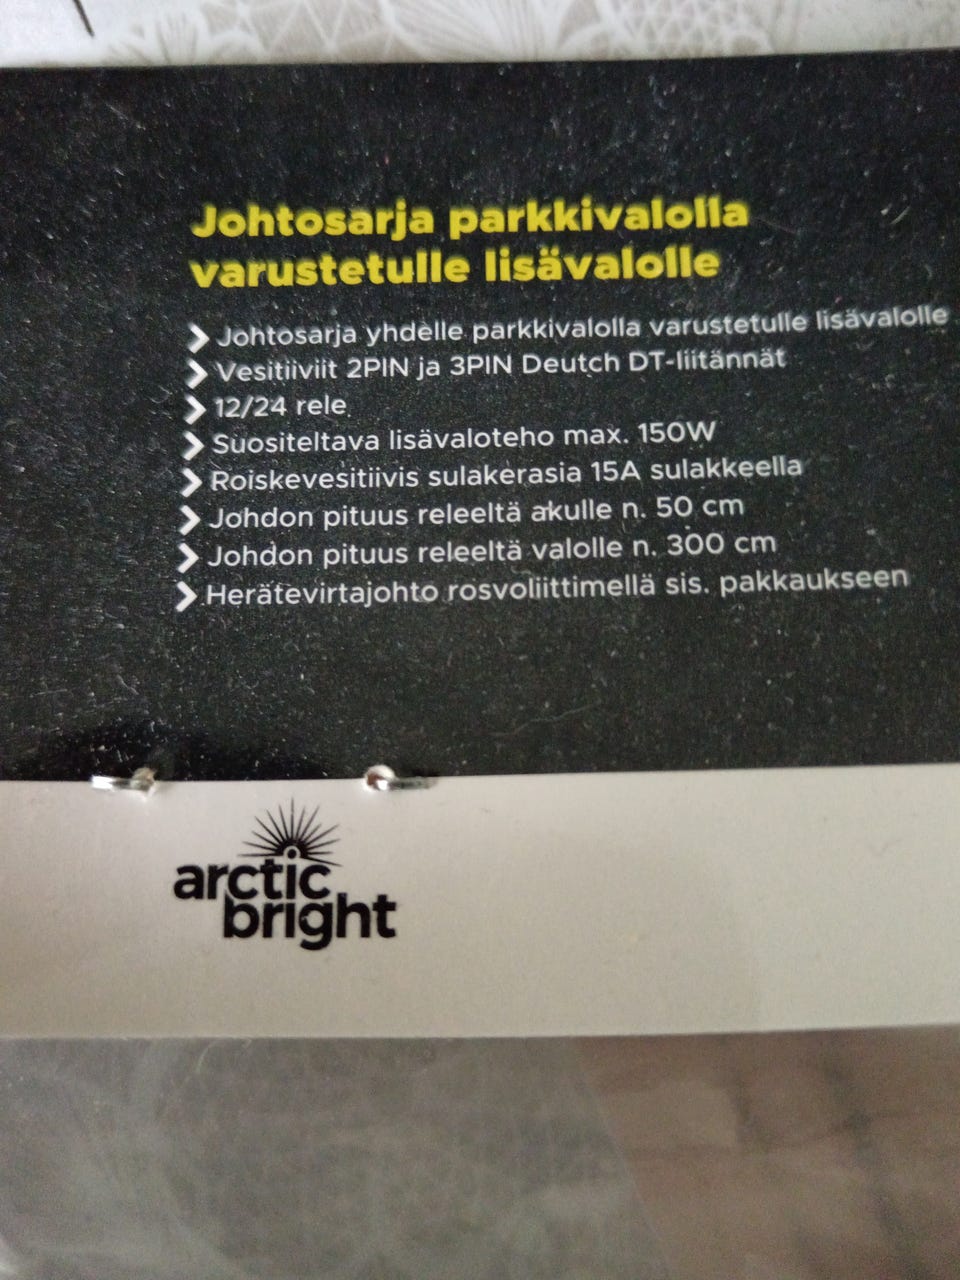 Johtosarja parkkivalolla
varustetulle lisävalolle
Johtosarja yhdelle parkkivalolla varustetulle lisävalolle
Vesitiiviit 2PIN ja 3PIN Deutch DT-liitännät
12/24 rele
Suositeltava lisävaloteho max. 150W
Roiskevesitiivis sulakerasia 15A sulakkeella
Johdon pituus releeltä akulle n. 50 cm
Johdon pituus releeltä valolle n. 300 cm
Herätevirtajohto rosvoliittimellä sis. pakkaukseen
arctic
bright